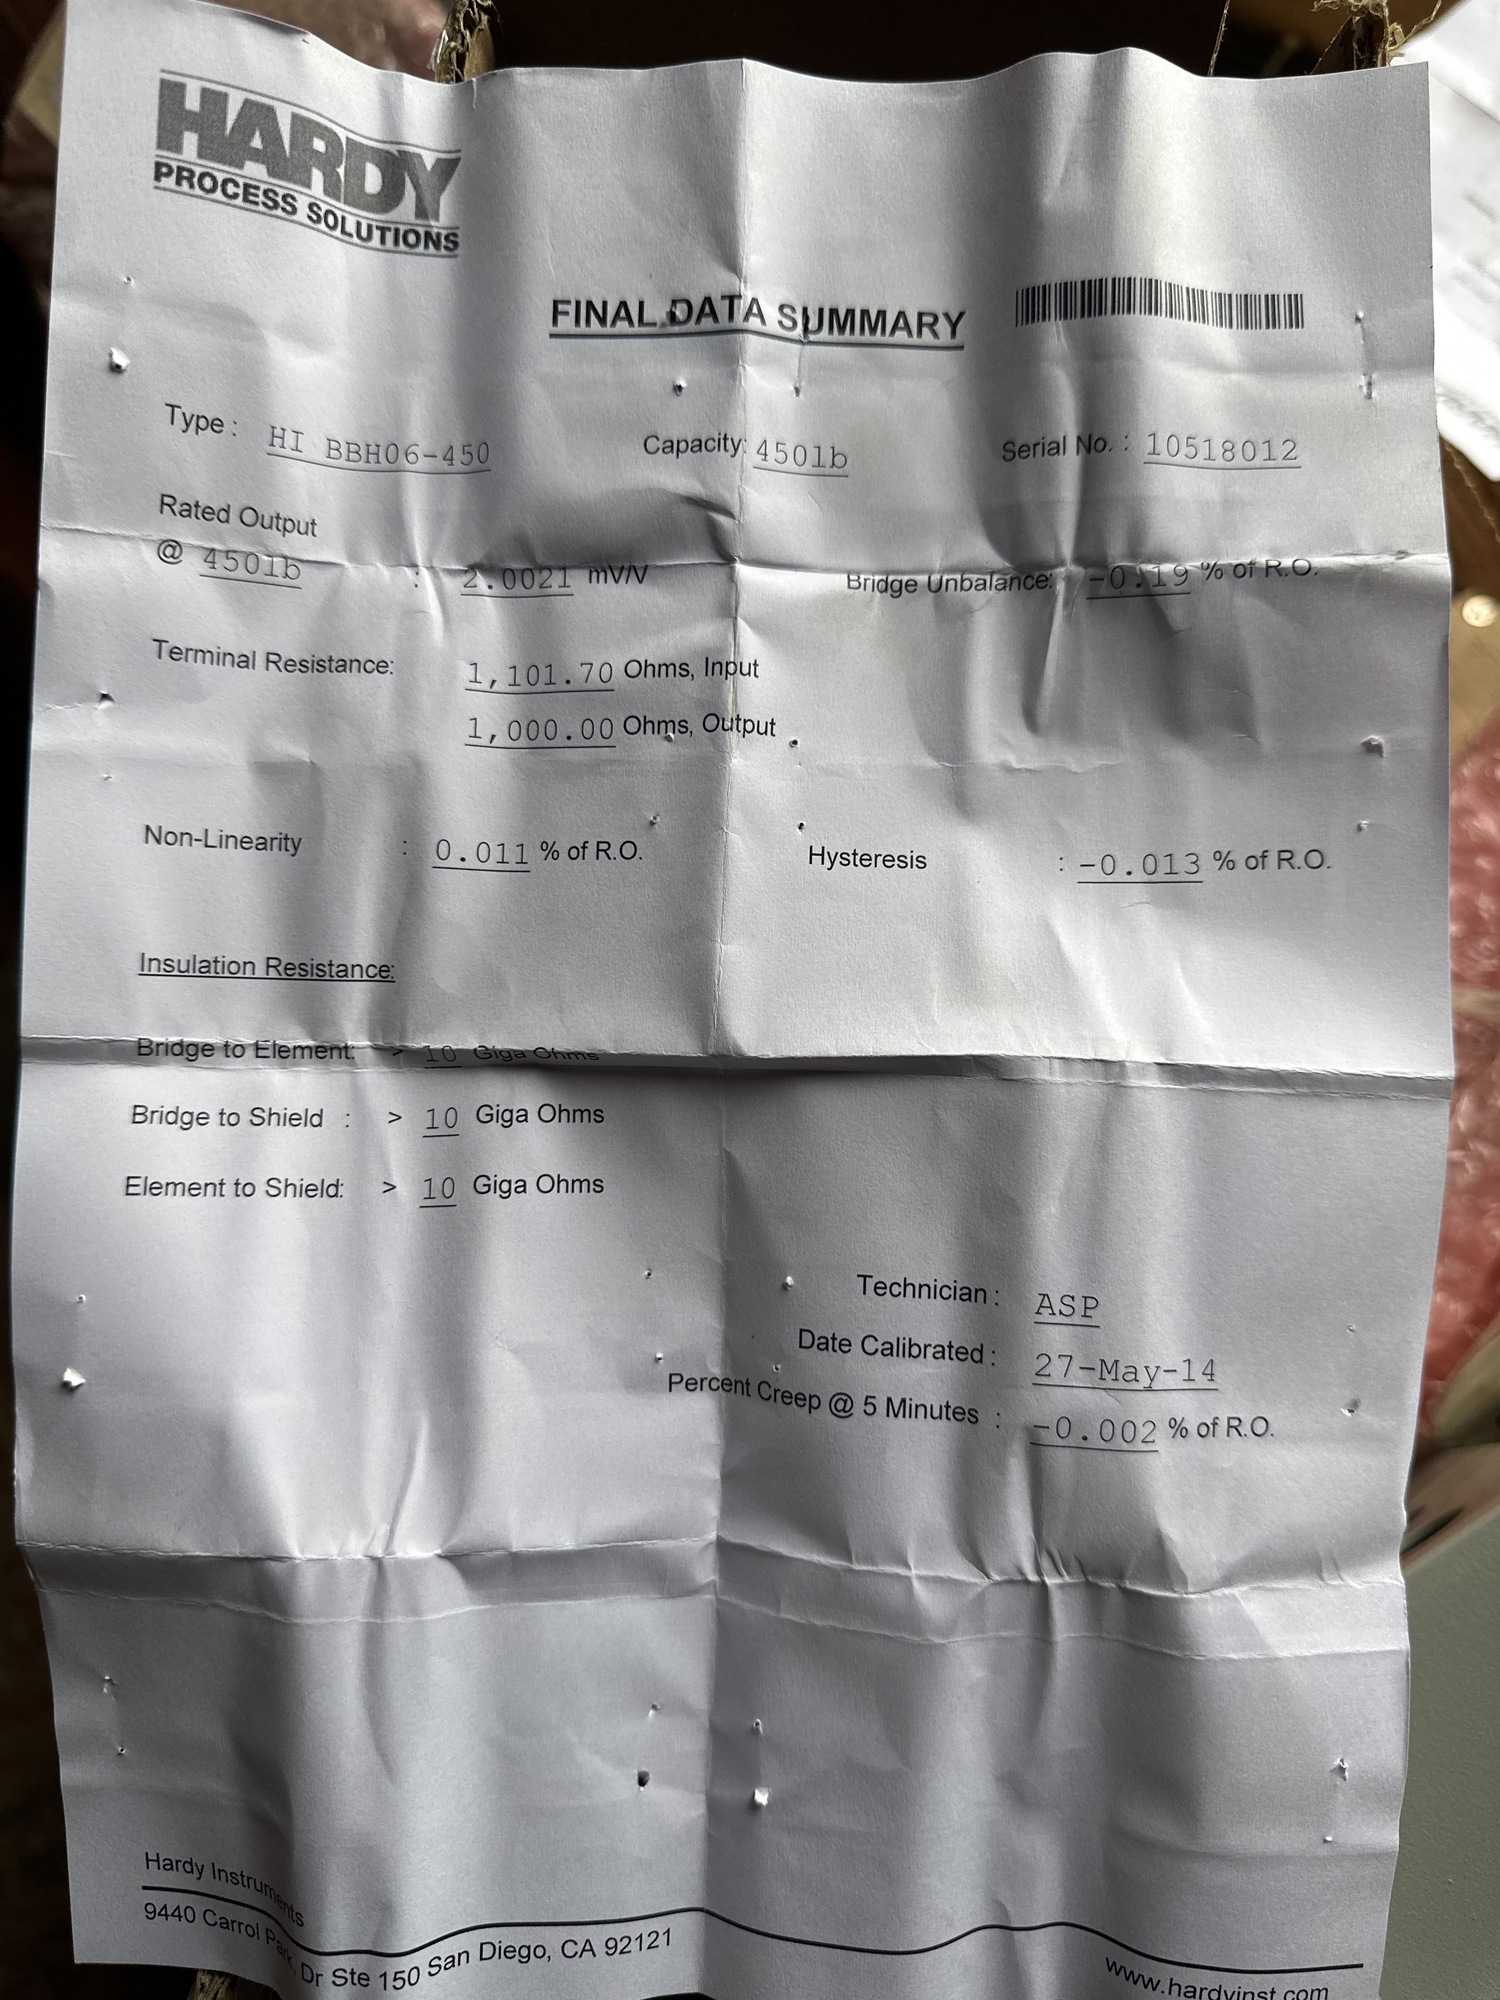 HARDY
PROCESS SOLUTIONS
FINAL DATA SUMMARY
Type : HI BBH06-450 Capacity: 450lb Serial No. : 10518012
Rated Output
@ 450lb : 2.0021 mV/V Bridge Unbalance: -0.19 % of R.O.
Terminal Resistance: 1,101.70 Ohms, Input
1,000.00 Ohms, Output
Non-Linearity : 0.011 % of R.O. Hysteresis : -0.013 % of R.O.
Insulation Resistance:
Bridge to Element: > 10 Giga Ohms
Bridge to Shield : > 10 Giga Ohms
Element to Shield: > 10 Giga Ohms
Technician : ASP
Date Calibrated : 27-May-14
Percent Creep @ 5 Minutes : -0.002 % of R.O.
Hardy Instruments
9440 Carrol Park Dr Ste 150 San Diego, CA 92121
www.hardyinst.com